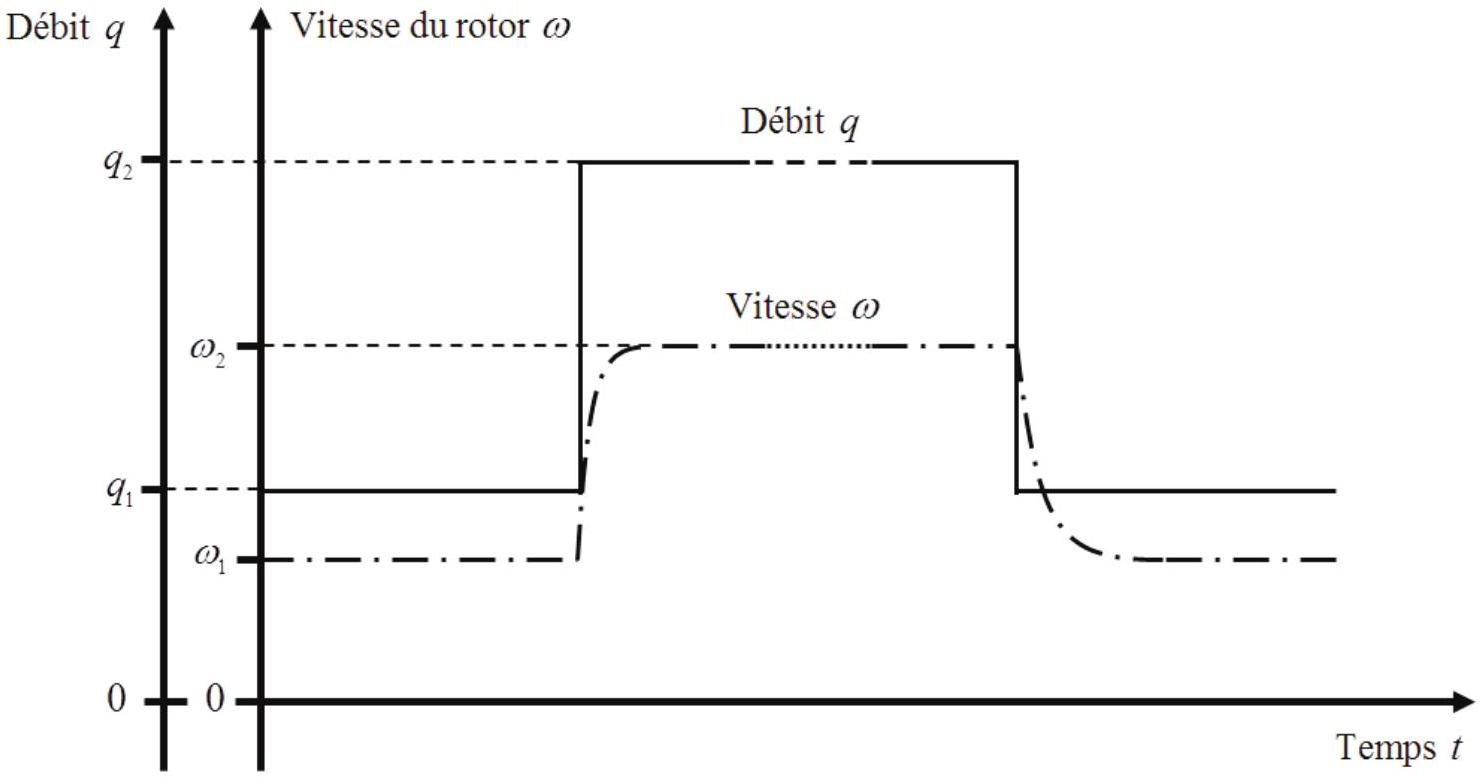 Débit q
Vitesse du rotor ω
Débit q
q₂
Vitesse ω
ω₂
q₁
ω₁
0
0
Temps t